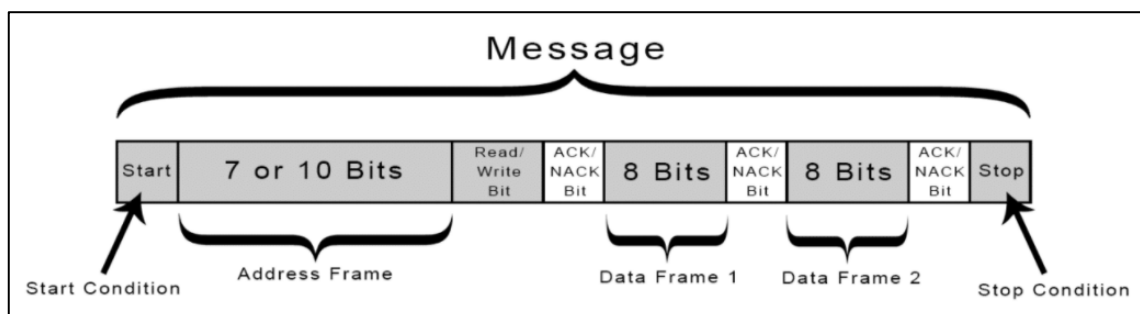 Message
Start
7 or 10 Bits
Read/
Write
Bit
ACK/
NACK
Bit
8 Bits
ACK/
NACK
Bit
8 Bits
ACK/
NACK
Bit
Stop
Start Condition
Address Frame
Data Frame 1
Data Frame 2
Stop Condition